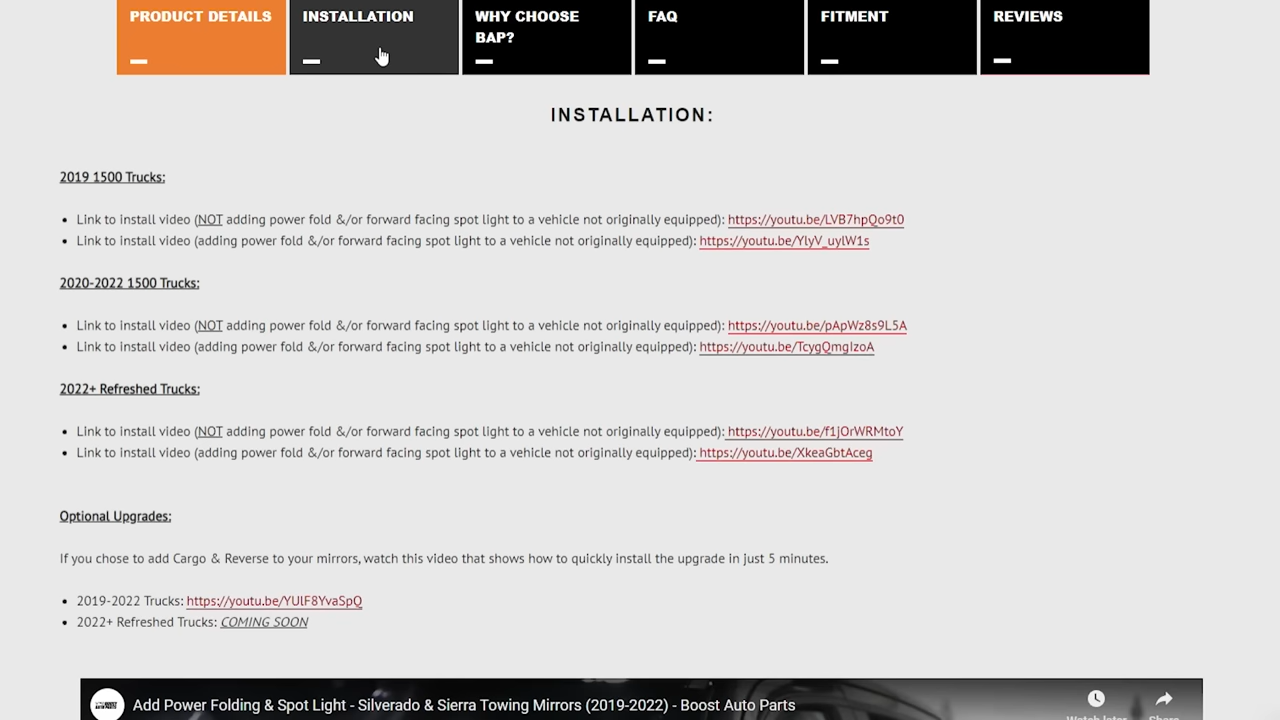 PRODUCT DETAILS
INSTALLATION
WHY CHOOSE
BAP?
FAQ
FITMENT
REVIEWS
INSTALLATION:
2019 1500 Trucks:
• Link to install video (NOT adding power fold &/or forward facing spot light to a vehicle not originally equipped): https://youtu.be/LVB7hpQo9t0
• Link to install video (adding power fold &/or forward facing spot light to a vehicle not originally equipped): https://youtu.be/YlyV_uylW1s
2020-2022 1500 Trucks:
• Link to install video (NOT adding power fold &/or forward facing spot light to a vehicle not originally equipped): https://youtu.be/pApWz8s9L5A
• Link to install video (adding power fold &/or forward facing spot light to a vehicle not originally equipped): https://youtu.be/TcygQmgIzoA
2022+ Refreshed Trucks:
• Link to install video (NOT adding power fold &/or forward facing spot light to a vehicle not originally equipped): https://youtu.be/f1jOrWRMtoY
• Link to install video (adding power fold &/or forward facing spot light to a vehicle not originally equipped): https://youtu.be/XkeaGbtAceg
Optional Upgrades:
If you chose to add Cargo & Reverse to your mirrors, watch this video that shows how to quickly install the upgrade in just 5 minutes.
• 2019-2022 Trucks: https://youtu.be/YUlF8YvaSpQ
• 2022+ Refreshed Trucks: COMING SOON
Add Power Folding & Spot Light - Silverado & Sierra Towing Mirrors (2019-2022) - Boost Auto Parts
Watch later
Share